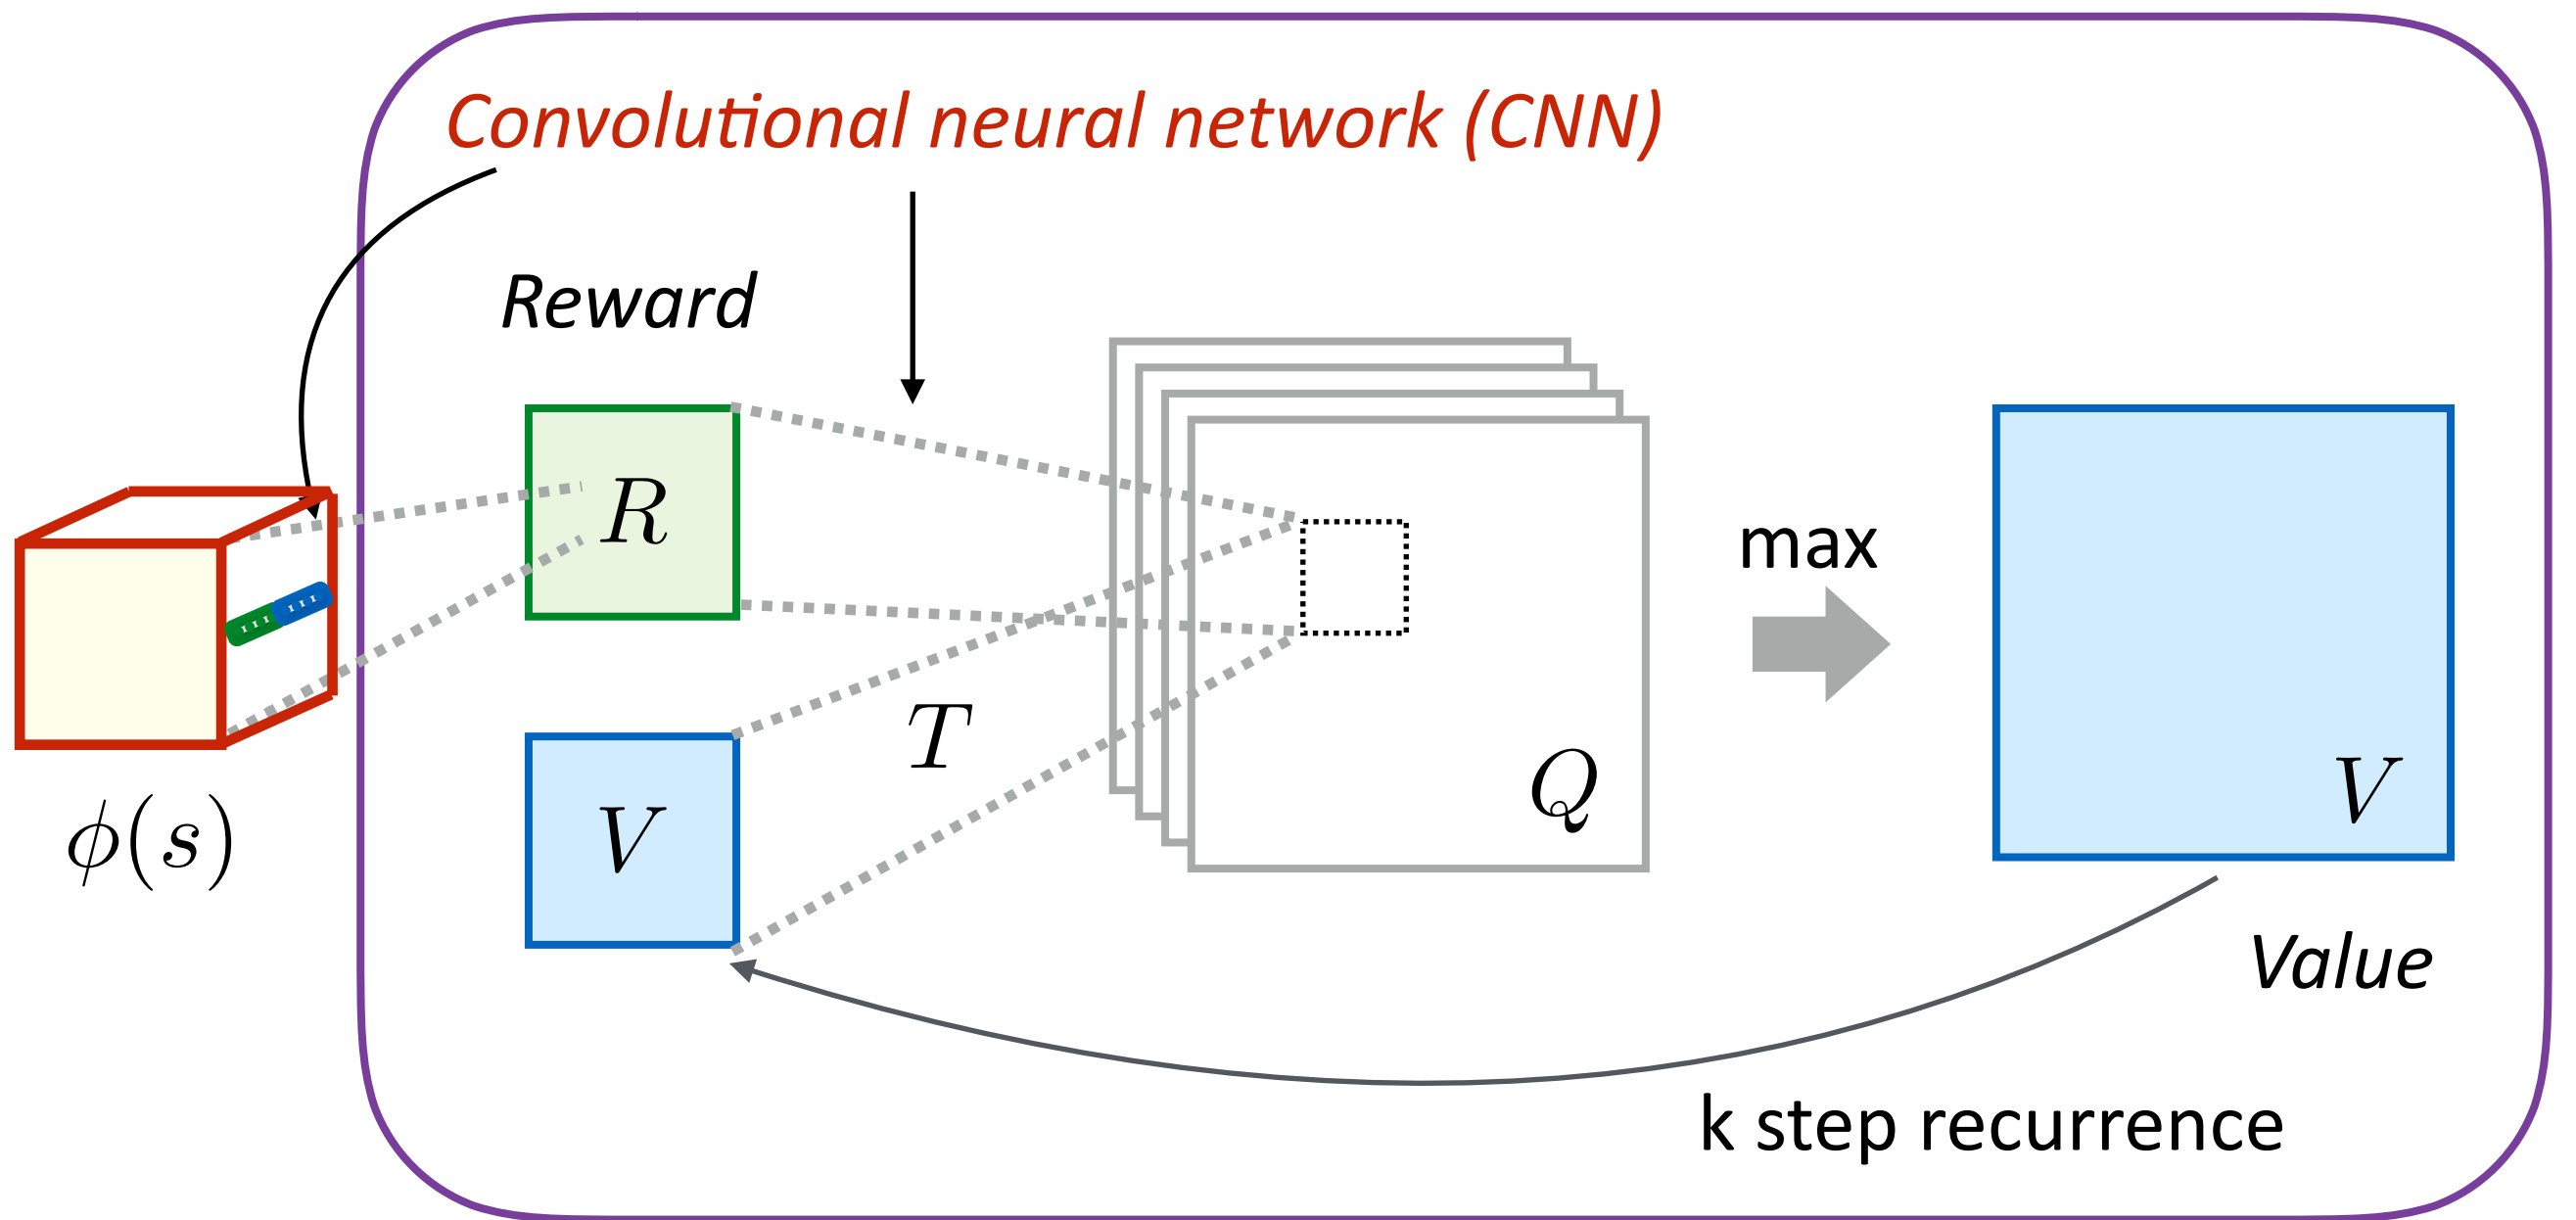 Convolutional neural network (CNN)
Reward
R
max
T
V
Q
V
ϕ(s)
Value
k step recurrence